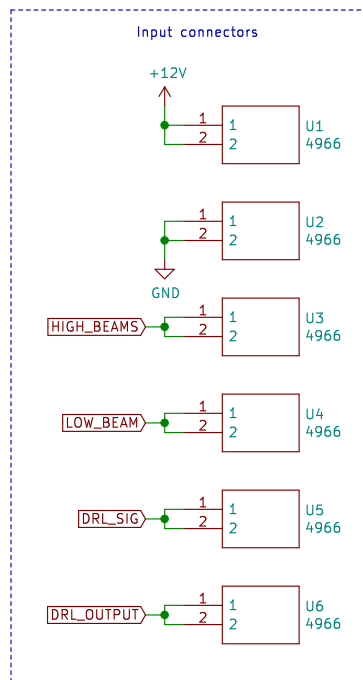 Input connectors
+12V
1 1 U1
2 2 4966
1 1 U2
2 2 4966
GND
HIGH_BEAMS 1 1 U3
2 2 4966
LOW_BEAM 1 1 U4
2 2 4966
DRL_SIG 1 1 U5
2 2 4966
DRL_OUTPUT 1 1 U6
2 2 4966